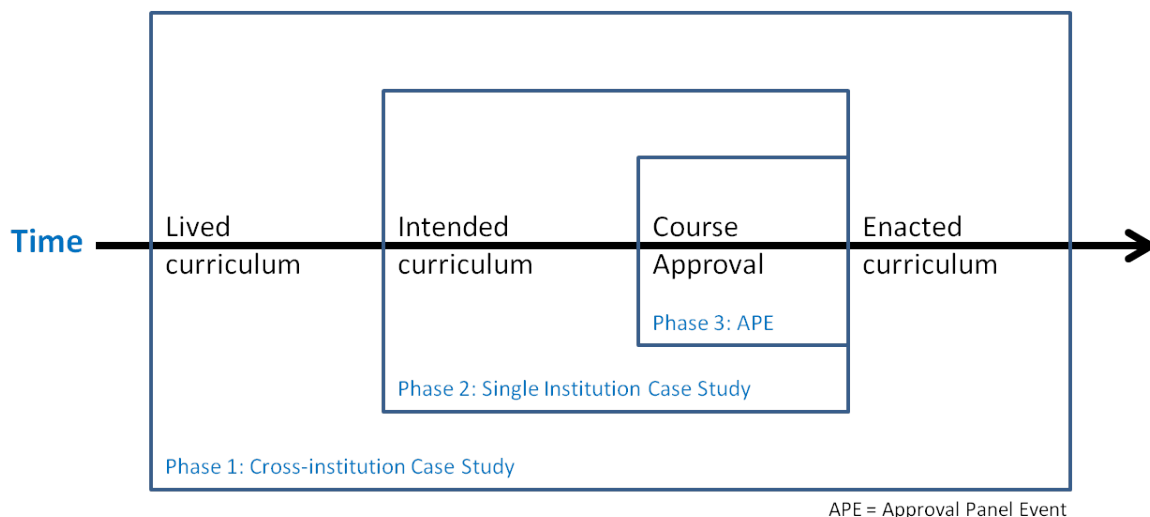 Time
Lived
curriculum
Intended
curriculum
Course
Approval
Enacted
curriculum
Phase 3: APE
Phase 2: Single Institution Case Study
Phase 1: Cross-institution Case Study
APE = Approval Panel Event